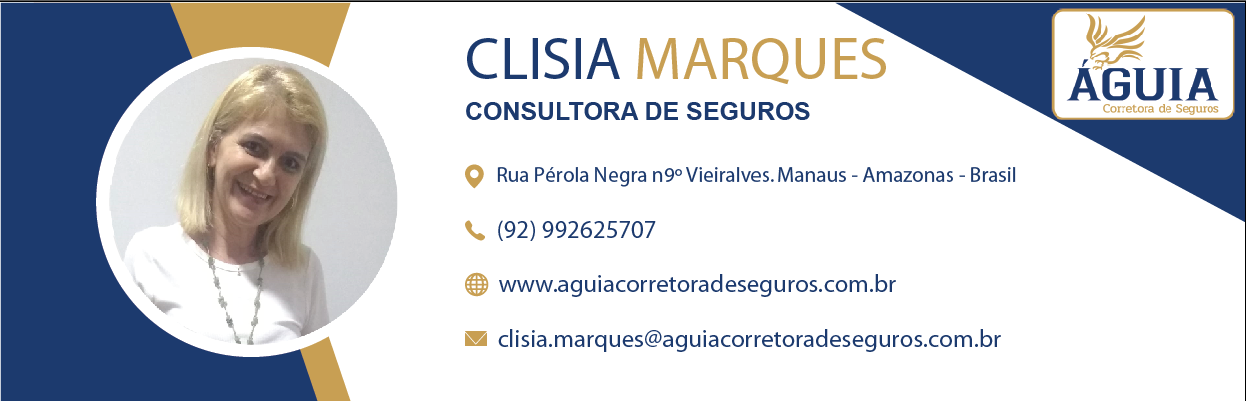 CLISIA MARQUES
CONSULTORA DE SEGUROS
Rua Pérola Negra n9º Vieiralves. Manaus - Amazonas - Brasil
(92) 992625707
www.aguiacorretoradeseguros.com.br
clisia.marques@aguiacorretoradeseguros.com.br
ÁGUIA
Corretora de Seguros